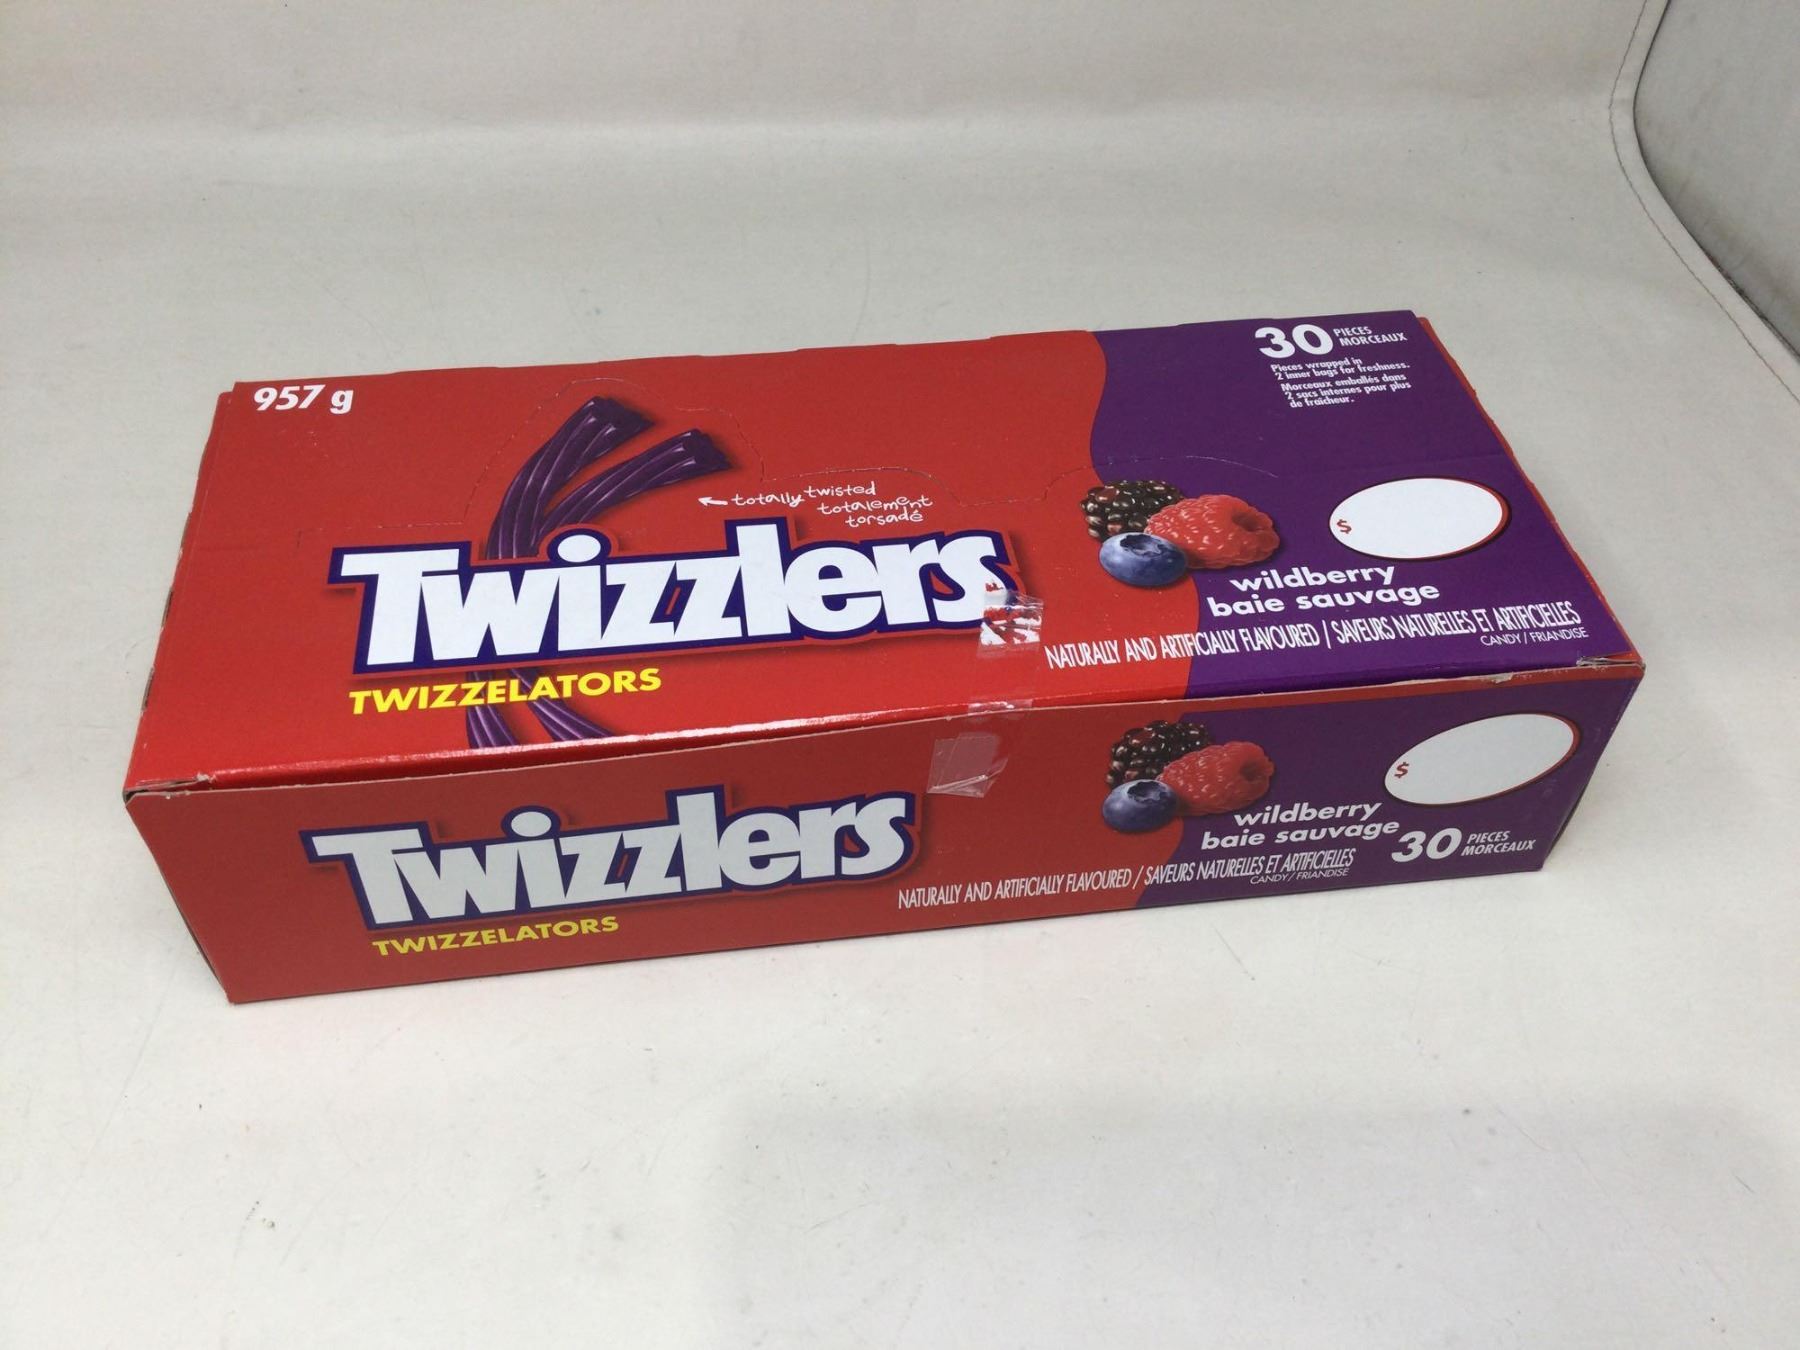 957 g
30 PIECES
MORCEAUX
Pieces wrapped in
2 inner bags for freshness.
Morceaux emballés dans
2 sacs internes pour plus
de fraîcheur.
totally twisted
totalement
torsadé
Twizzlers
TWIZZELATORS
$
wildberry
baie sauvage
NATURALLY AND ARTIFICIALLY FLAVOURED / SAVEURS NATURELLES ET ARTIFICIELLES
CANDY / FRIANDISE
Twizzlers
TWIZZELATORS
$
wildberry
baie sauvage
30 PIECES
MORCEAUX
NATURALLY AND ARTIFICIALLY FLAVOURED / SAVEURS NATURELLES ET ARTIFICIELLES
CANDY / FRIANDISE